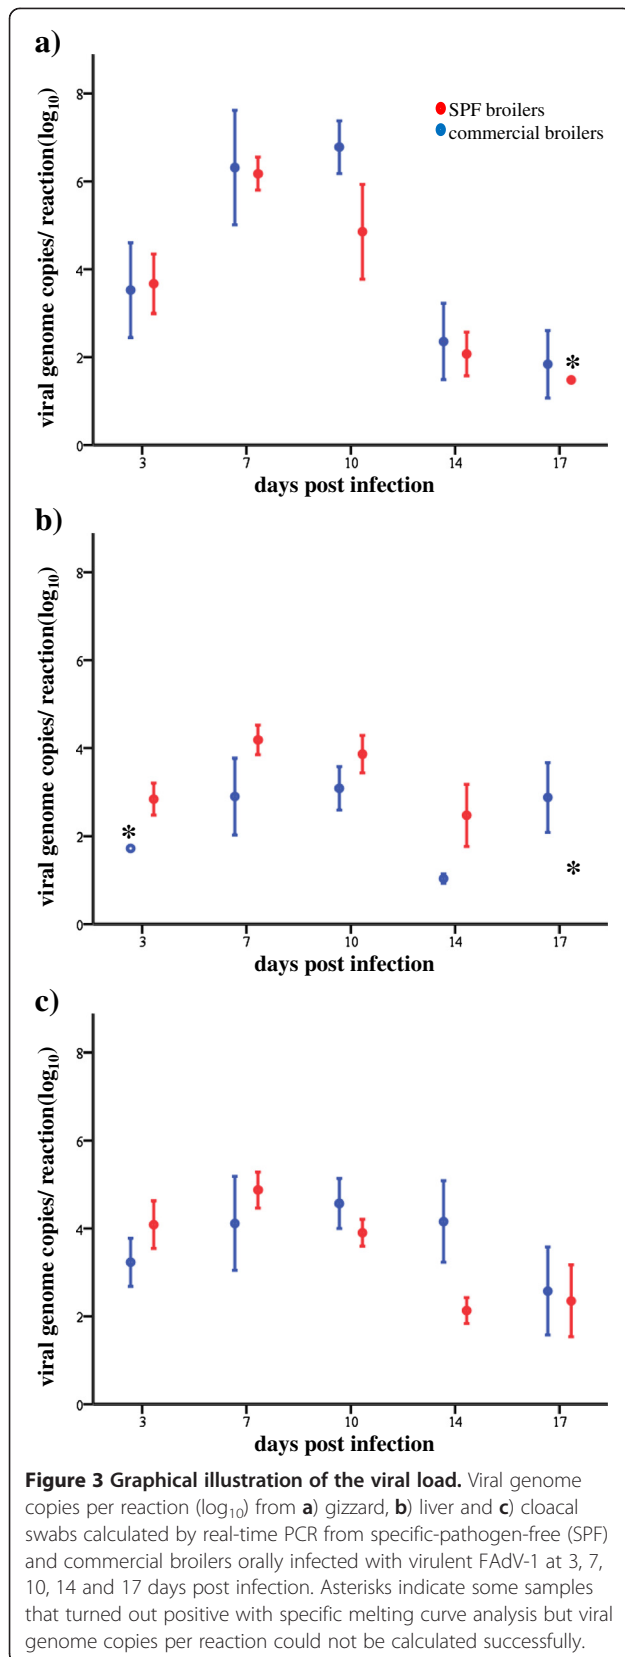 a)
viral genome copies/ reaction(log10)
8
6
4
2
0
SPF broilers
commercial broilers
*
3 7 10 14 17
days post infection
b)
viral genome copies/ reaction(log10)
8
6
4
2
0
*
*
3 7 10 14 17
days post infection
c)
viral genome copies/ reaction(log10)
8
6
4
2
0
3 7 10 14 17
days post infection
Figure 3 Graphical illustration of the viral load. Viral genome
copies per reaction (log10) from a) gizzard, b) liver and c) cloacal
swabs calculated by real-time PCR from specific-pathogen-free (SPF)
and commercial broilers orally infected with virulent FAdV-1 at 3, 7,
10, 14 and 17 days post infection. Asterisks indicate some samples
that turned out positive with specific melting curve analysis but viral
genome copies per reaction could not be calculated successfully.